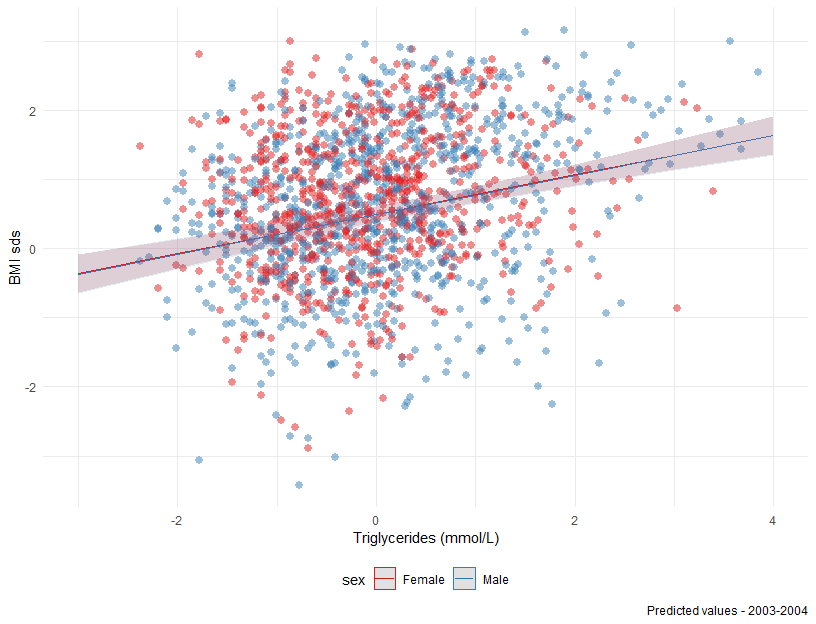 2
0
-2
BMI sds
-2 0 2 4
Triglycerides (mmol/L)
sex Female Male
Predicted values - 2003-2004